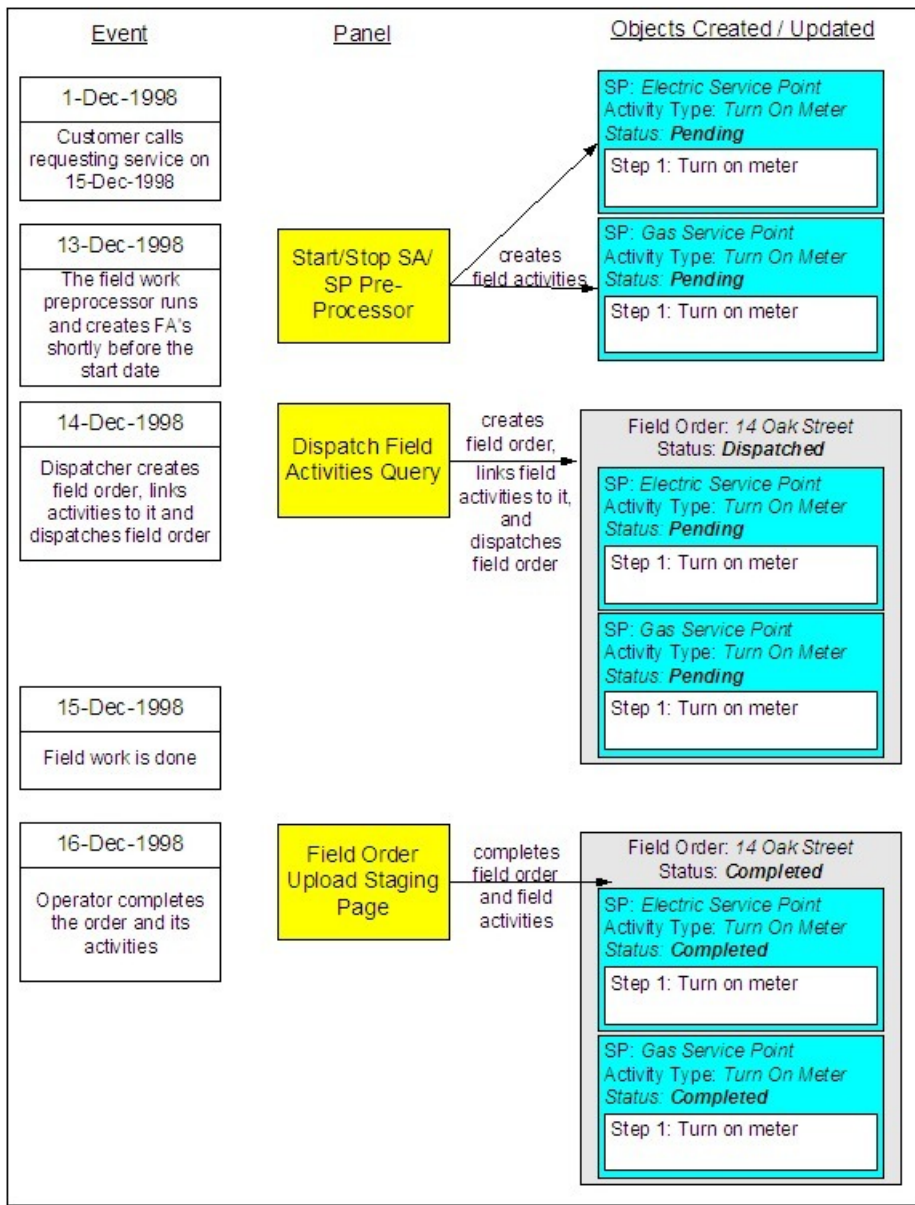 Event
Panel
Objects Created / Updated
1-Dec-1998
Customer calls
requesting service on
15-Dec-1998
SP: Electric Service Point
Activity Type: Turn On Meter
Status: Pending
Step 1: Turn on meter
13-Dec-1998
The field work
preprocessor runs
and creates FA's
shortly before the
start date
Start/Stop SA/
SP Pre-
Processor
creates
field activities
SP: Gas Service Point
Activity Type: Turn On Meter
Status: Pending
Step 1: Turn on meter
14-Dec-1998
Dispatcher creates
field order, links
activities to it and
dispatches field order
Dispatch Field
Activities Query
creates
field order,
links field
activities to it,
and
dispatches
field order
Field Order: 14 Oak Street
Status: Dispatched
SP: Electric Service Point
Activity Type: Turn On Meter
Status: Pending
Step 1: Turn on meter
SP: Gas Service Point
Activity Type: Turn On Meter
Status: Pending
Step 1: Turn on meter
15-Dec-1998
Field work is done
16-Dec-1998
Operator completes
the order and its
activities
Field Order
Upload Staging
Page
completes
field order
and field
activities
Field Order: 14 Oak Street
Status: Completed
SP: Electric Service Point
Activity Type: Turn On Meter
Status: Completed
Step 1: Turn on meter
SP: Gas Service Point
Activity Type: Turn On Meter
Status: Completed
Step 1: Turn on meter